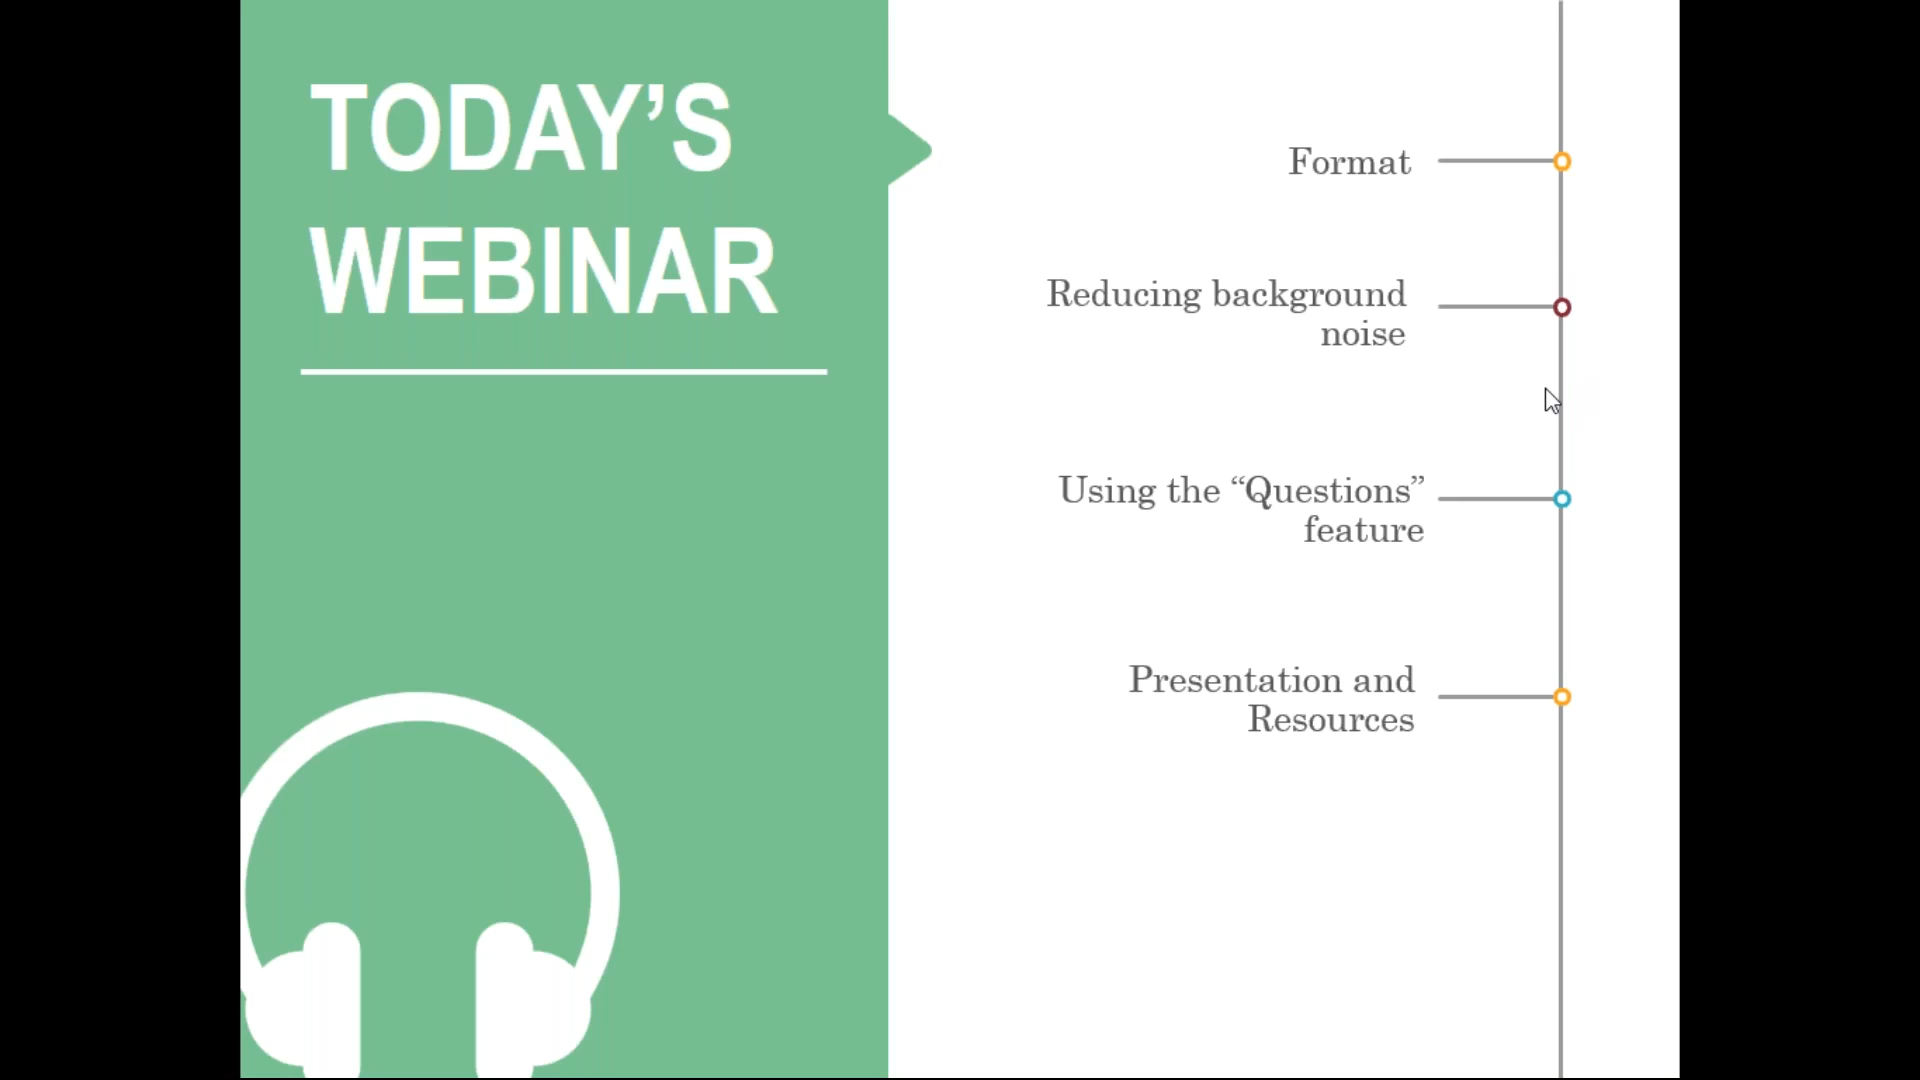 TODAY’S
WEBINAR
Format
Reducing background
noise
Using the “Questions”
feature
Presentation and
Resources